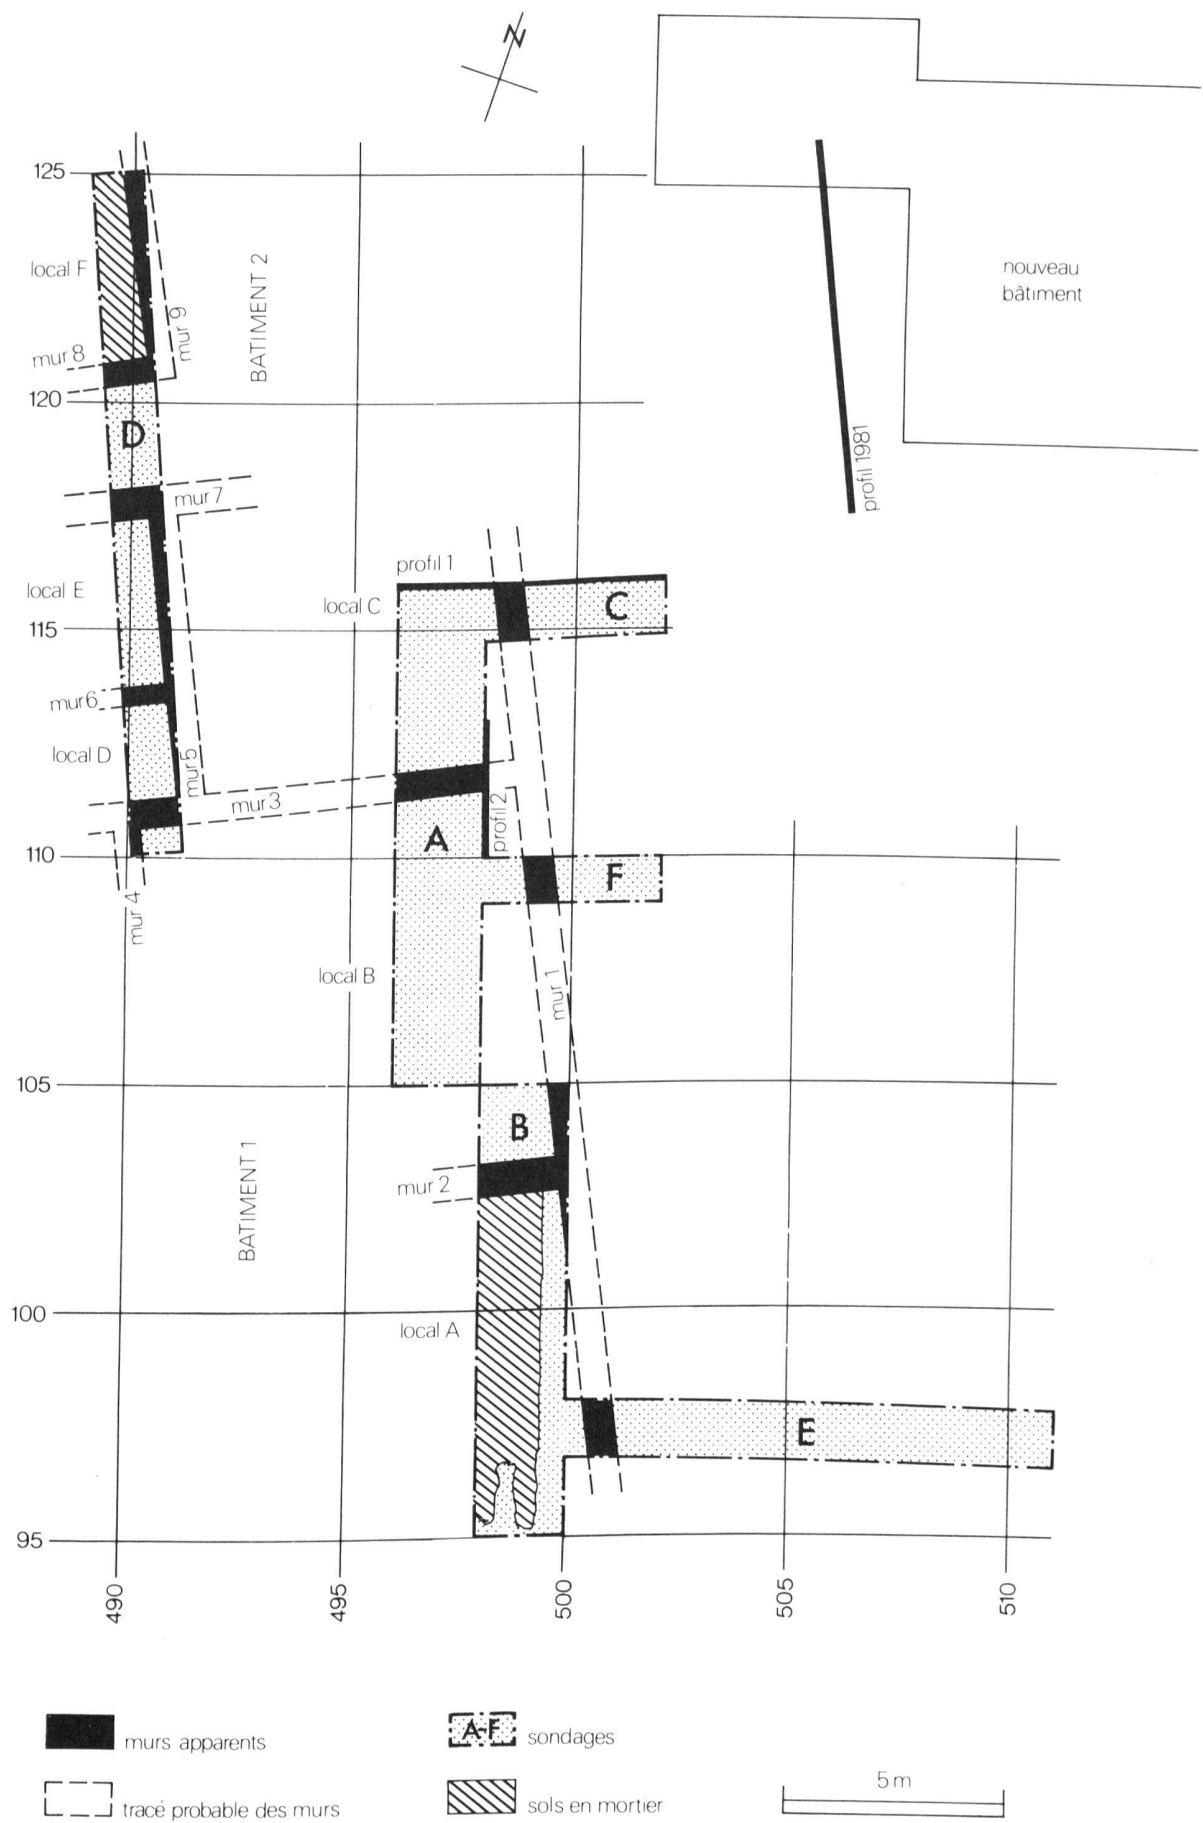 N
125
local F
BATIMENT 2
mur 9
nouveau
bâtiment
mur 8
120
D
profil 1981
mur 7
profil 1
local E
local C
C
115
mur 6
local D
mur 5
mur 3
profil 2
A
110
F
mur 4
local B
mur 1
105
B
BATIMENT 1
mur 2
100
local A
E
95
490
495
500
505
510
murs apparents
A-F
sondages
5 m
tracé probable des murs
sols en mortier